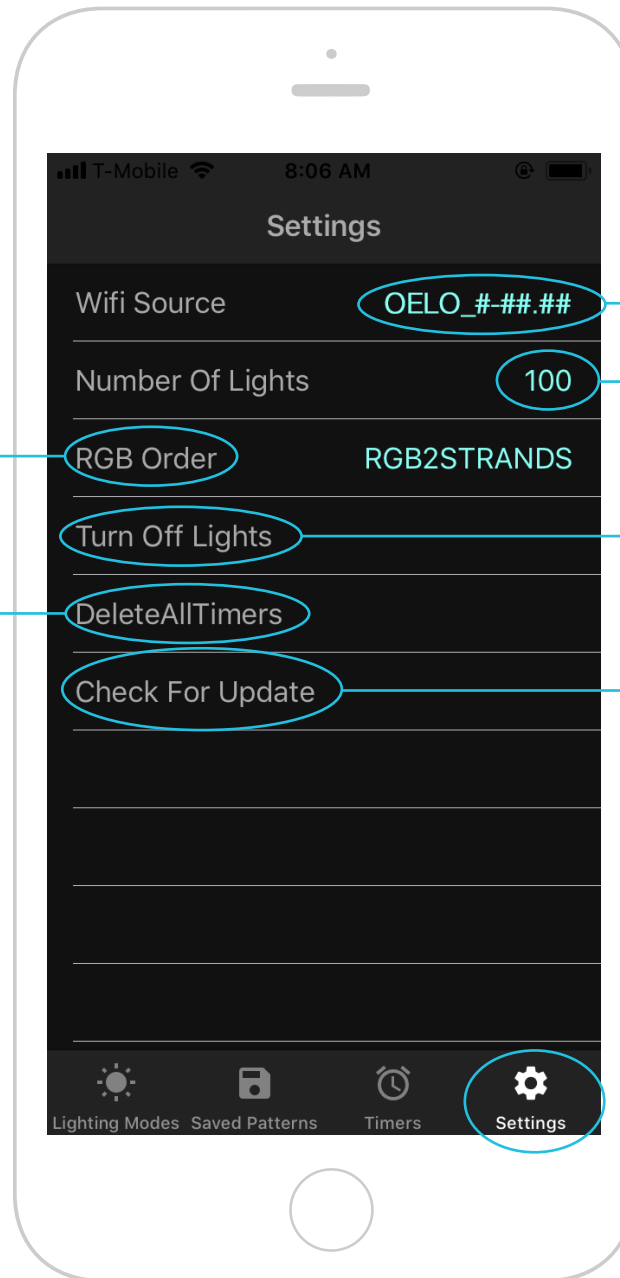 T-Mobile 8:06 AM
Settings
Wifi Source OELO_#-##.##
Number Of Lights 100
RGB Order RGB2STRANDS
Turn Off Lights
DeleteAllTimers
Check For Update
Lighting Modes Saved Patterns Timers Settings